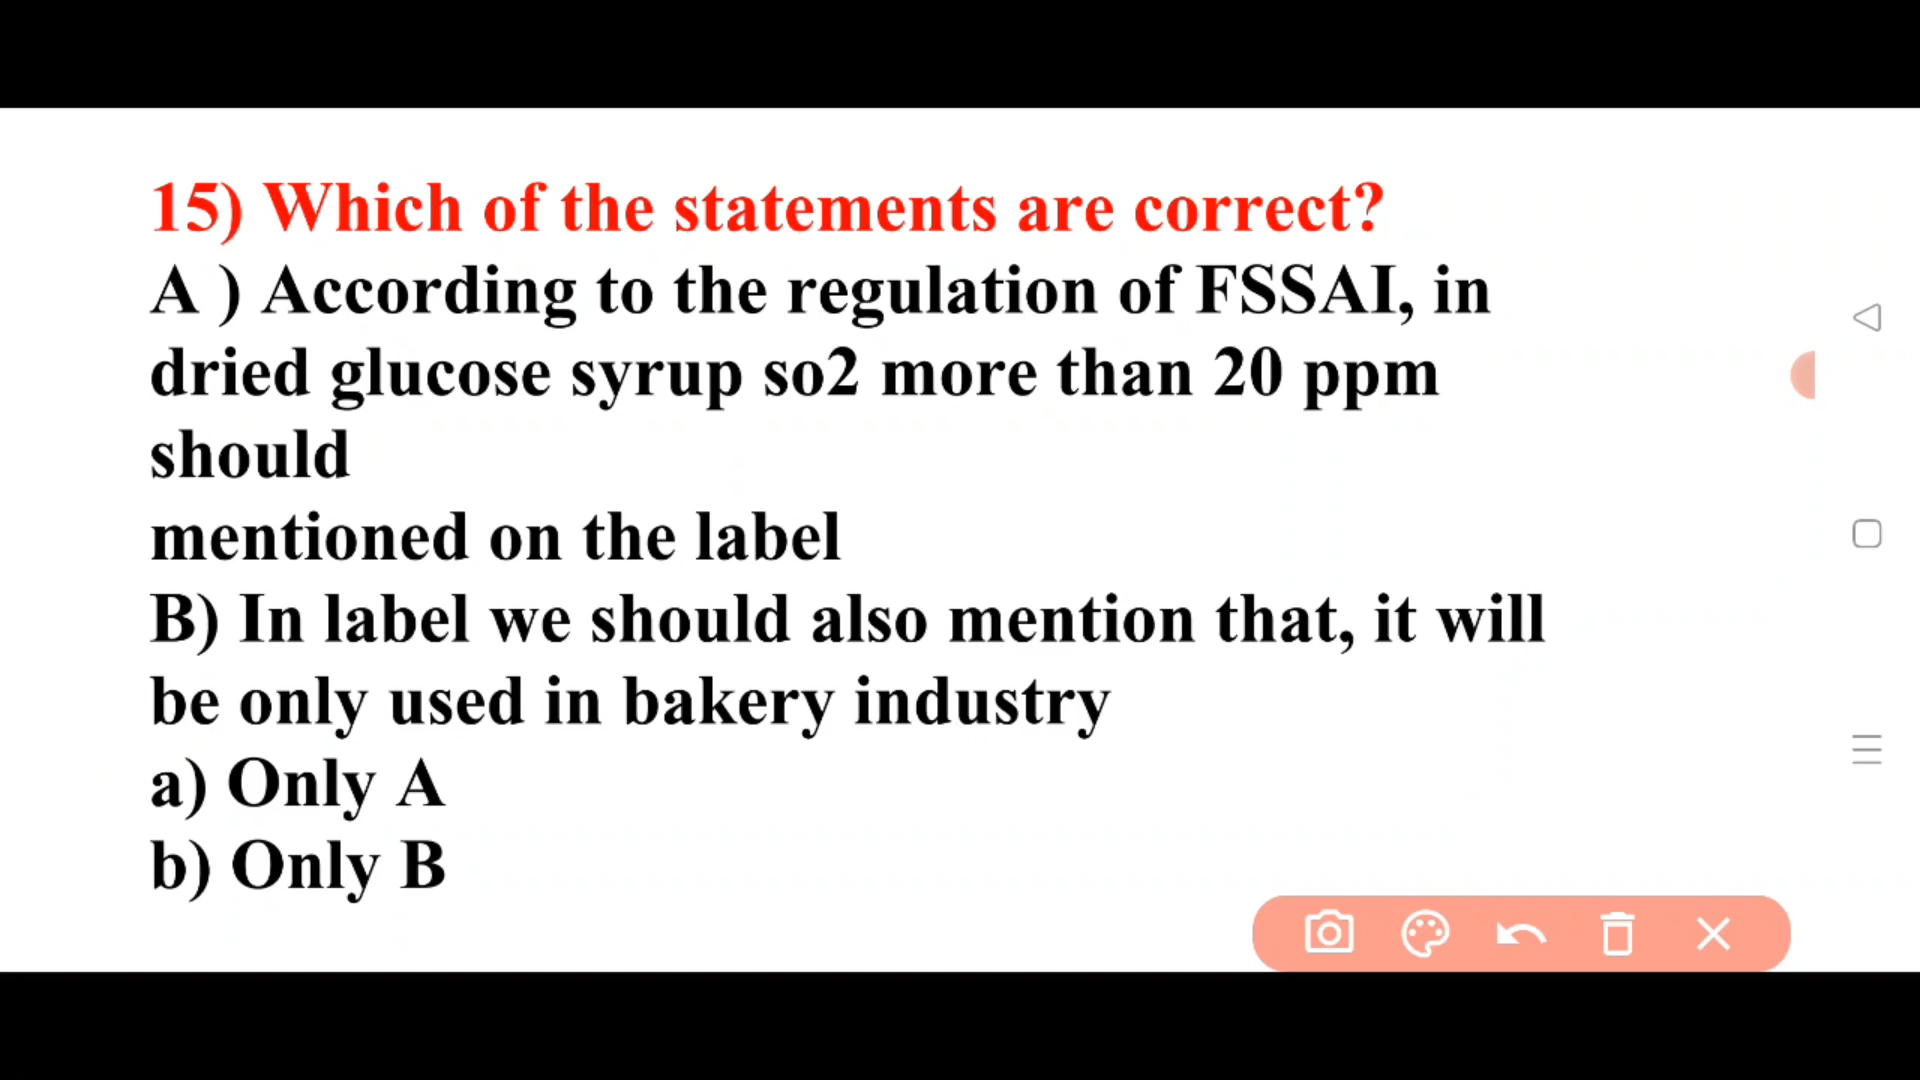 15) Which of the statements are correct?
A ) According to the regulation of FSSAI, in
dried glucose syrup so2 more than 20 ppm
should
mentioned on the label
B) In label we should also mention that, it will
be only used in bakery industry
a) Only A
b) Only B